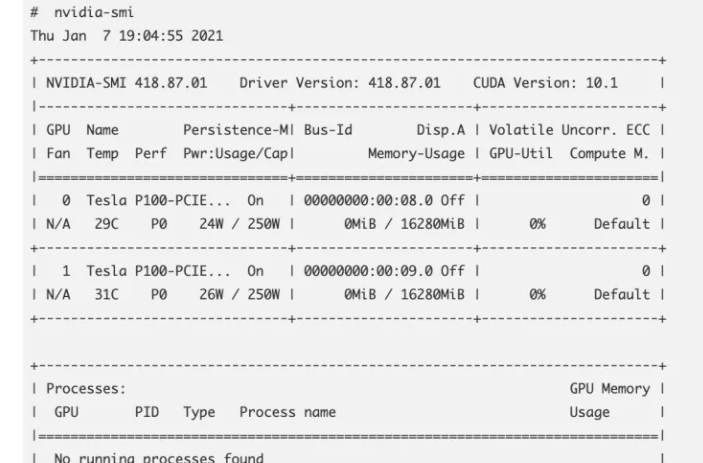 # nvidia-smi
Thu Jan  7 19:04:55 2021
+-----------------------------------------------------------------------------+
| NVIDIA-SMI 418.87.01    Driver Version: 418.87.01    CUDA Version: 10.1     |
|-------------------------------+----------------------+----------------------+
| GPU  Name        Persistence-M| Bus-Id        Disp.A | Volatile Uncorr. ECC |
| Fan  Temp  Perf  Pwr:Usage/Cap|         Memory-Usage | GPU-Util  Compute M. |
|===============================+======================+======================|
|   0  Tesla P100-PCIE...  On   | 00000000:00:08.0 Off |                    0 |
| N/A   29C    P0    24W / 250W |      0MiB / 16280MiB |      0%      Default |
+-------------------------------+----------------------+----------------------+
|   1  Tesla P100-PCIE...  On   | 00000000:00:09.0 Off |                    0 |
| N/A   31C    P0    26W / 250W |      0MiB / 16280MiB |      0%      Default |
+-------------------------------+----------------------+----------------------+
+-----------------------------------------------------------------------------+
| Processes:                                                       GPU Memory |
|  GPU       PID   Type   Process name                             Usage      |
|=============================================================================|
|  No running processes found                                                 |